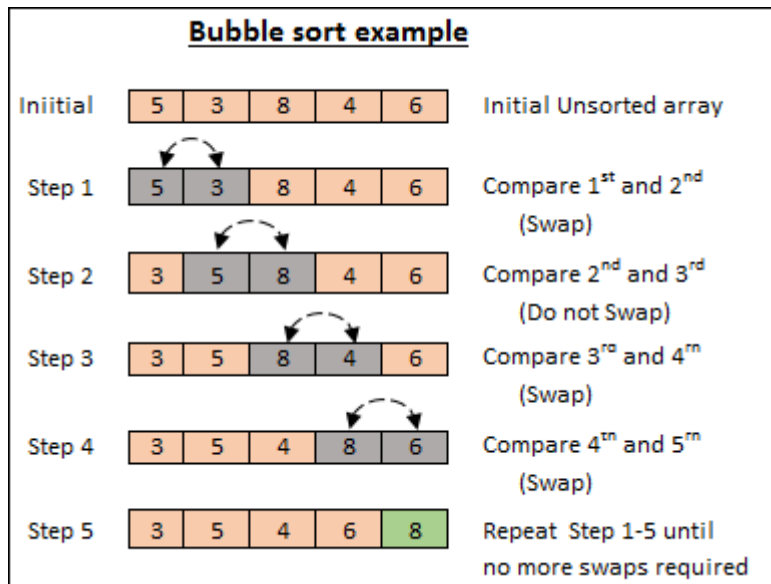 Bubble sort example
Iniitial 5 3 8 4 6 Initial Unsorted array
Step 1 5 3 8 4 6 Compare 1st and 2nd
(Swap)
Step 2 3 5 8 4 6 Compare 2nd and 3rd
(Do not Swap)
Step 3 3 5 8 4 6 Compare 3rd and 4th
(Swap)
Step 4 3 5 4 8 6 Compare 4th and 5th
(Swap)
Step 5 3 5 4 6 8 Repeat Step 1-5 until
no more swaps required